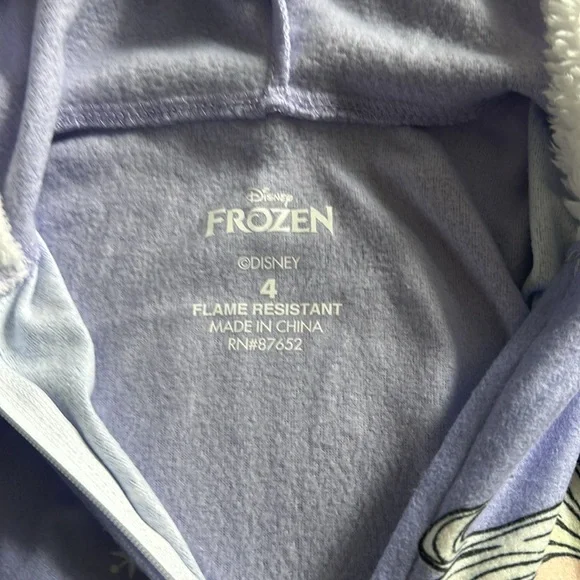 Disney
FROZEN
©DISNEY
4
FLAME RESISTANT
MADE IN CHINA
RN#87652